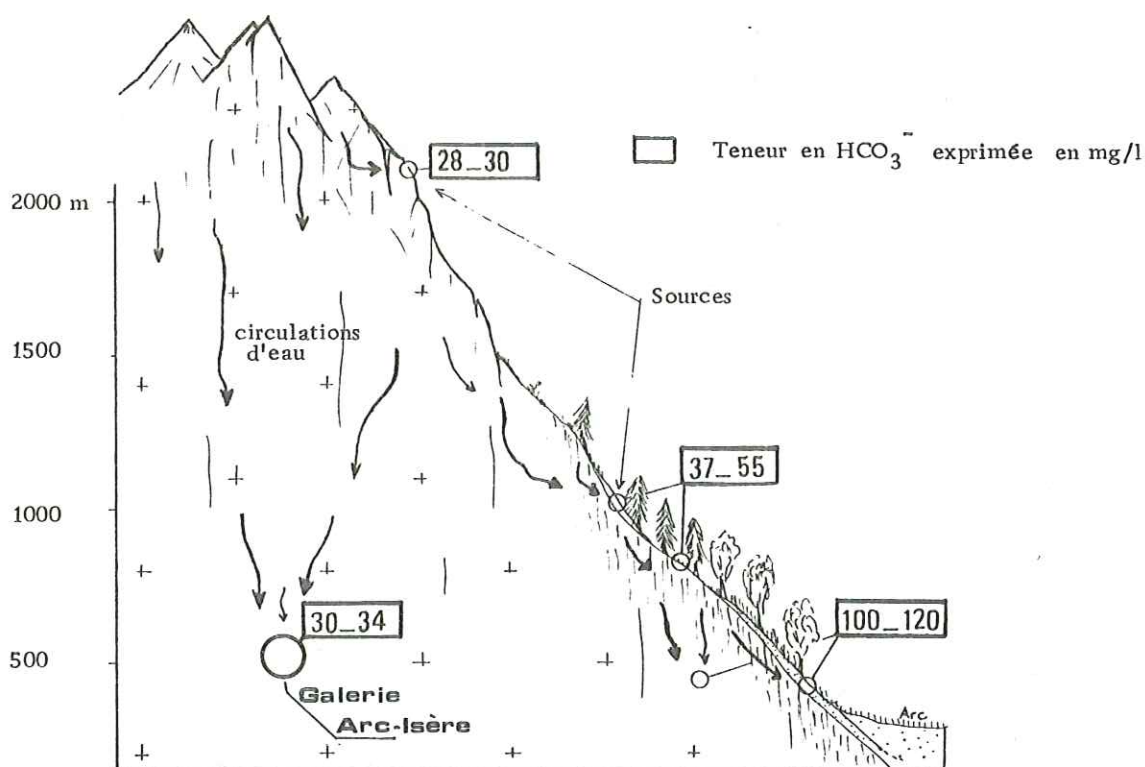 28_30
Teneur en HCO3- exprimée en mg/l
2000 m
Sources
circulations
d'eau
1500
37_55
1000
30_34
100_120
500
Galerie
Arc-Isère
Arc